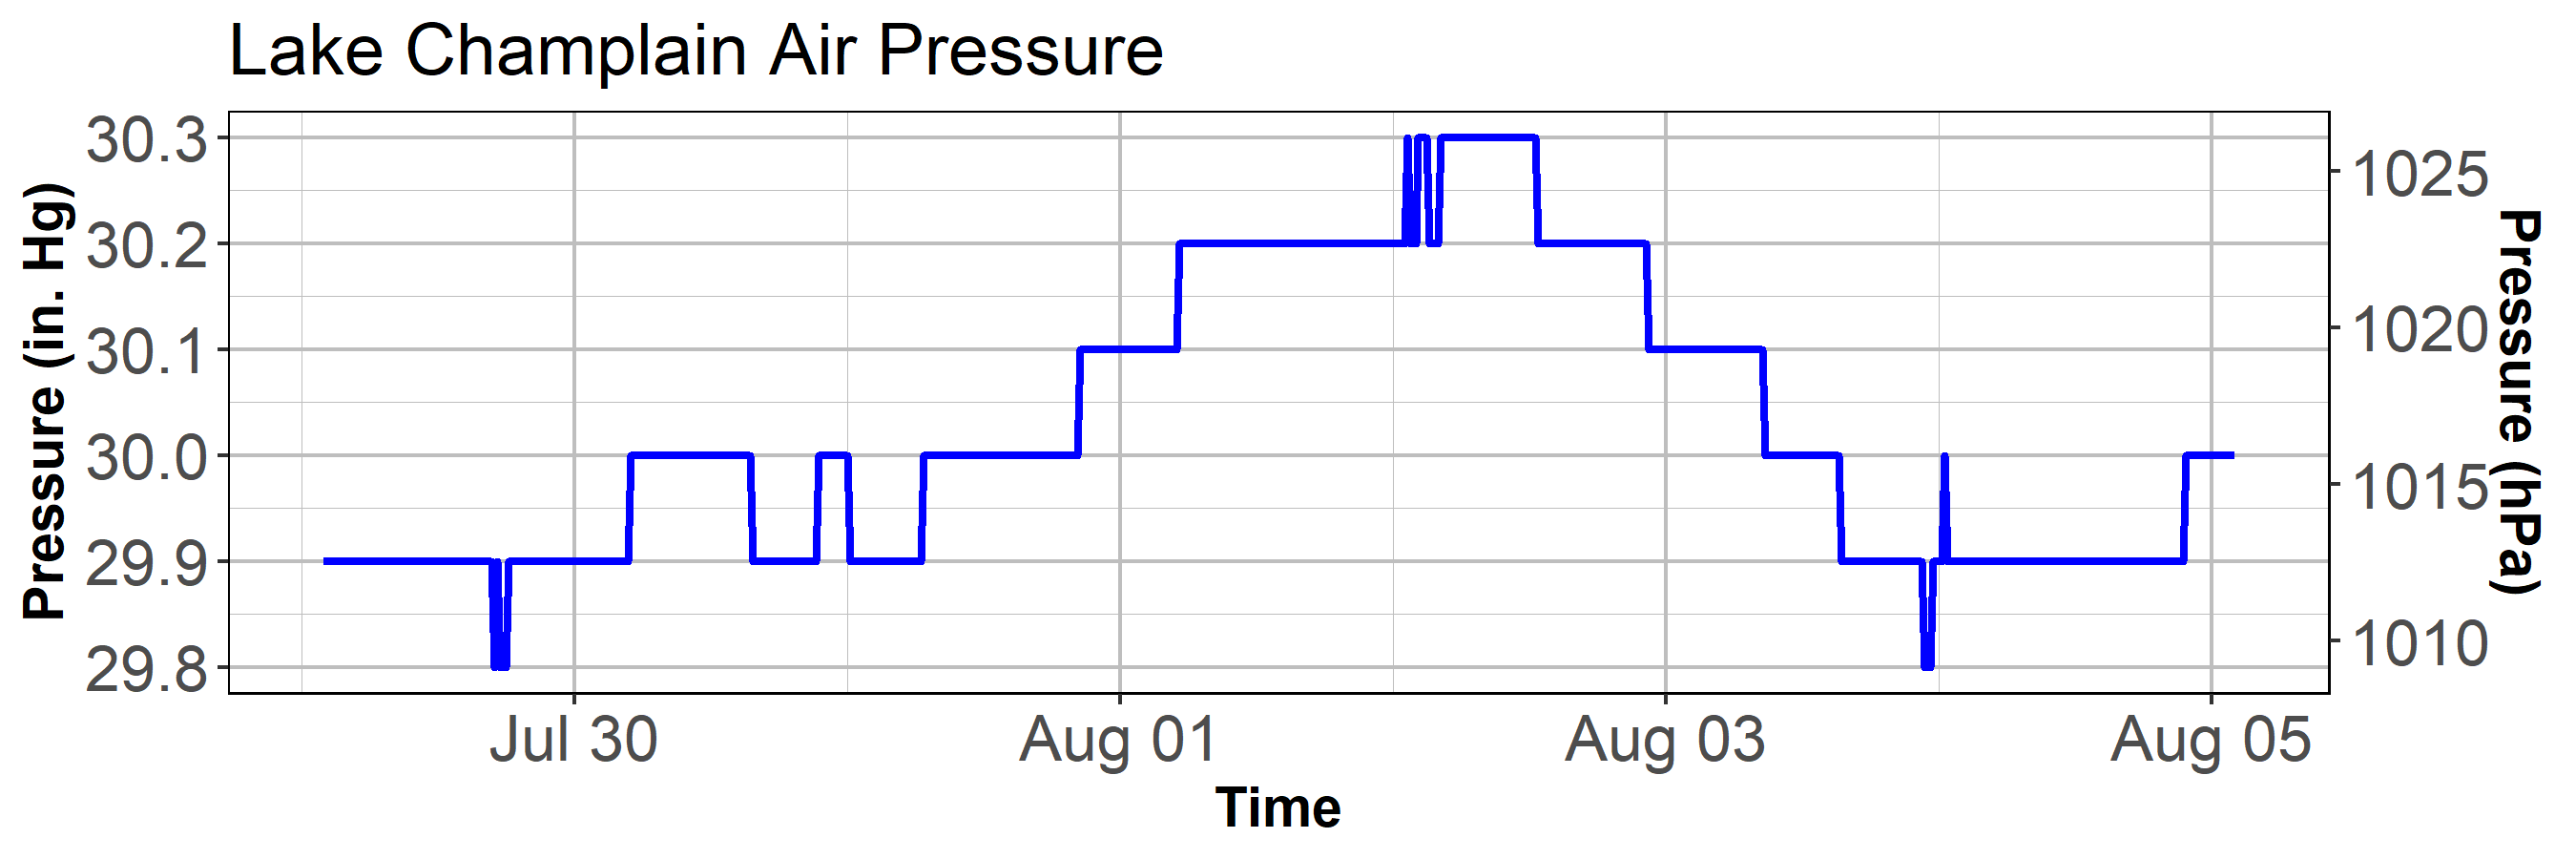 Lake Champlain Air Pressure
Pressure (in. Hg)
30.3
30.2
30.1
30.0
29.9
29.8
1025
1020
1015
1010
Pressure (hPa)
Jul 30 Aug 01 Aug 03 Aug 05
Time